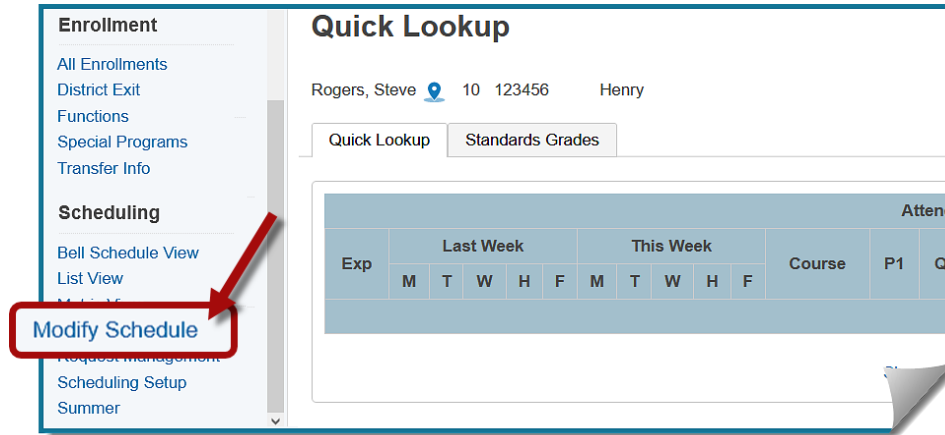 Enrollment
All Enrollments
District Exit
Functions
Special Programs
Transfer Info
Scheduling
Bell Schedule View
List View
Modify Schedule
Request Management
Scheduling Setup
Summer
Quick Lookup
Rogers, Steve 10 123456 Henry
Quick Lookup Standards Grades
Last Week This Week
Exp Course P1
M T W H F M T W H F